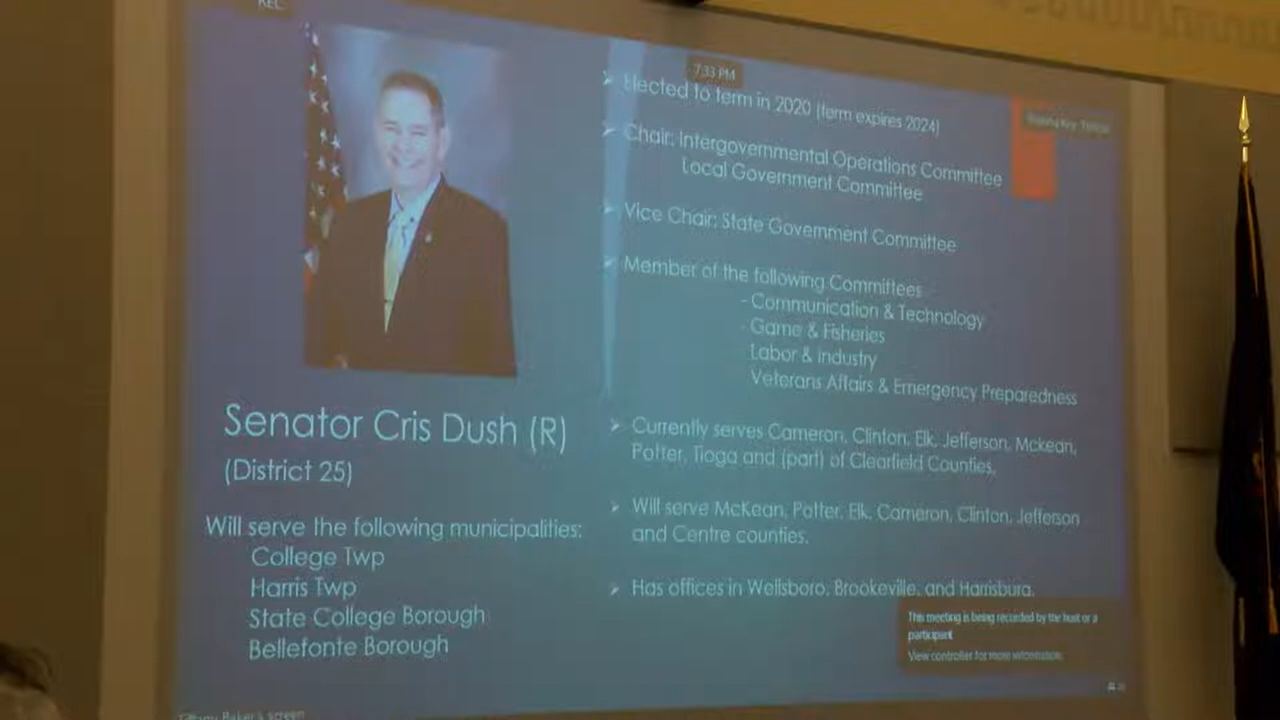 REC
7:33 PM
Elected to term in 2020 (term expires 2024)
Chair: Intergovernmental Operations Committee
Local Government Committee
Vice Chair: State Government Committee
Member of the following Committees
- Communication & Technology
- Game & Fisheries
Labor & Industry
Veterans Affairs & Emergency Preparedness
Currently serves Cameron, Clinton, Elk, Jefferson, Mckean,
Potter, Tioga and (part) of Clearfield Counties.
Will serve McKean, Potter, Elk, Cameron, Clinton, Jefferson
and Centre counties.
Has offices in Wellsboro, Brookeville, and Harrisburg.
Senator Cris Dush (R)
(District 25)
Will serve the following municipalities:
College Twp
Harris Twp
State College Borough
Bellefonte Borough
This meeting is being recorded by the host or a
participant
View controller for more information.
Tiffany Baker's screen